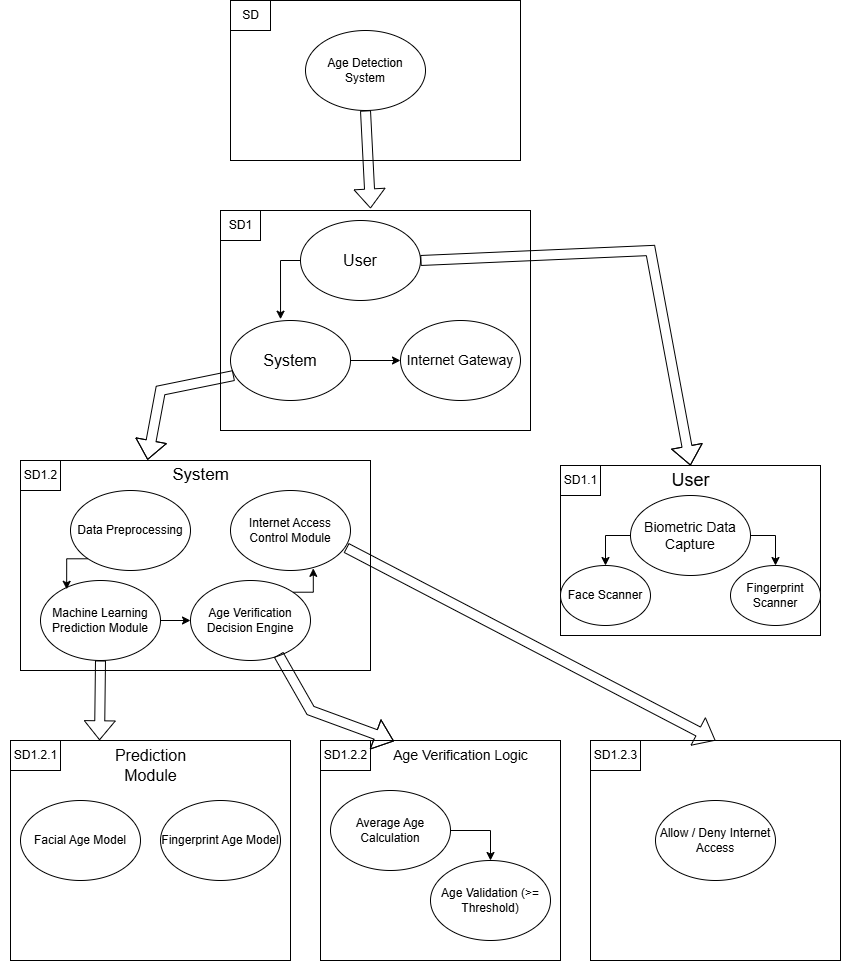 SD
Age Detection
System
SD1
User
System
Internet Gateway
SD1.2
System
Data Preprocessing
Internet Access
Control Module
Machine Learning
Prediction Module
Age Verification
Decision Engine
SD1.1
User
Biometric Data
Capture
Face Scanner
Fingerprint
Scanner
SD1.2.1
Prediction
Module
Facial Age Model
Fingerprint Age Model
SD1.2.2
Age Verification Logic
Average Age
Calculation
Age Validation (>=
Threshold)
SD1.2.3
Allow / Deny Internet
Access